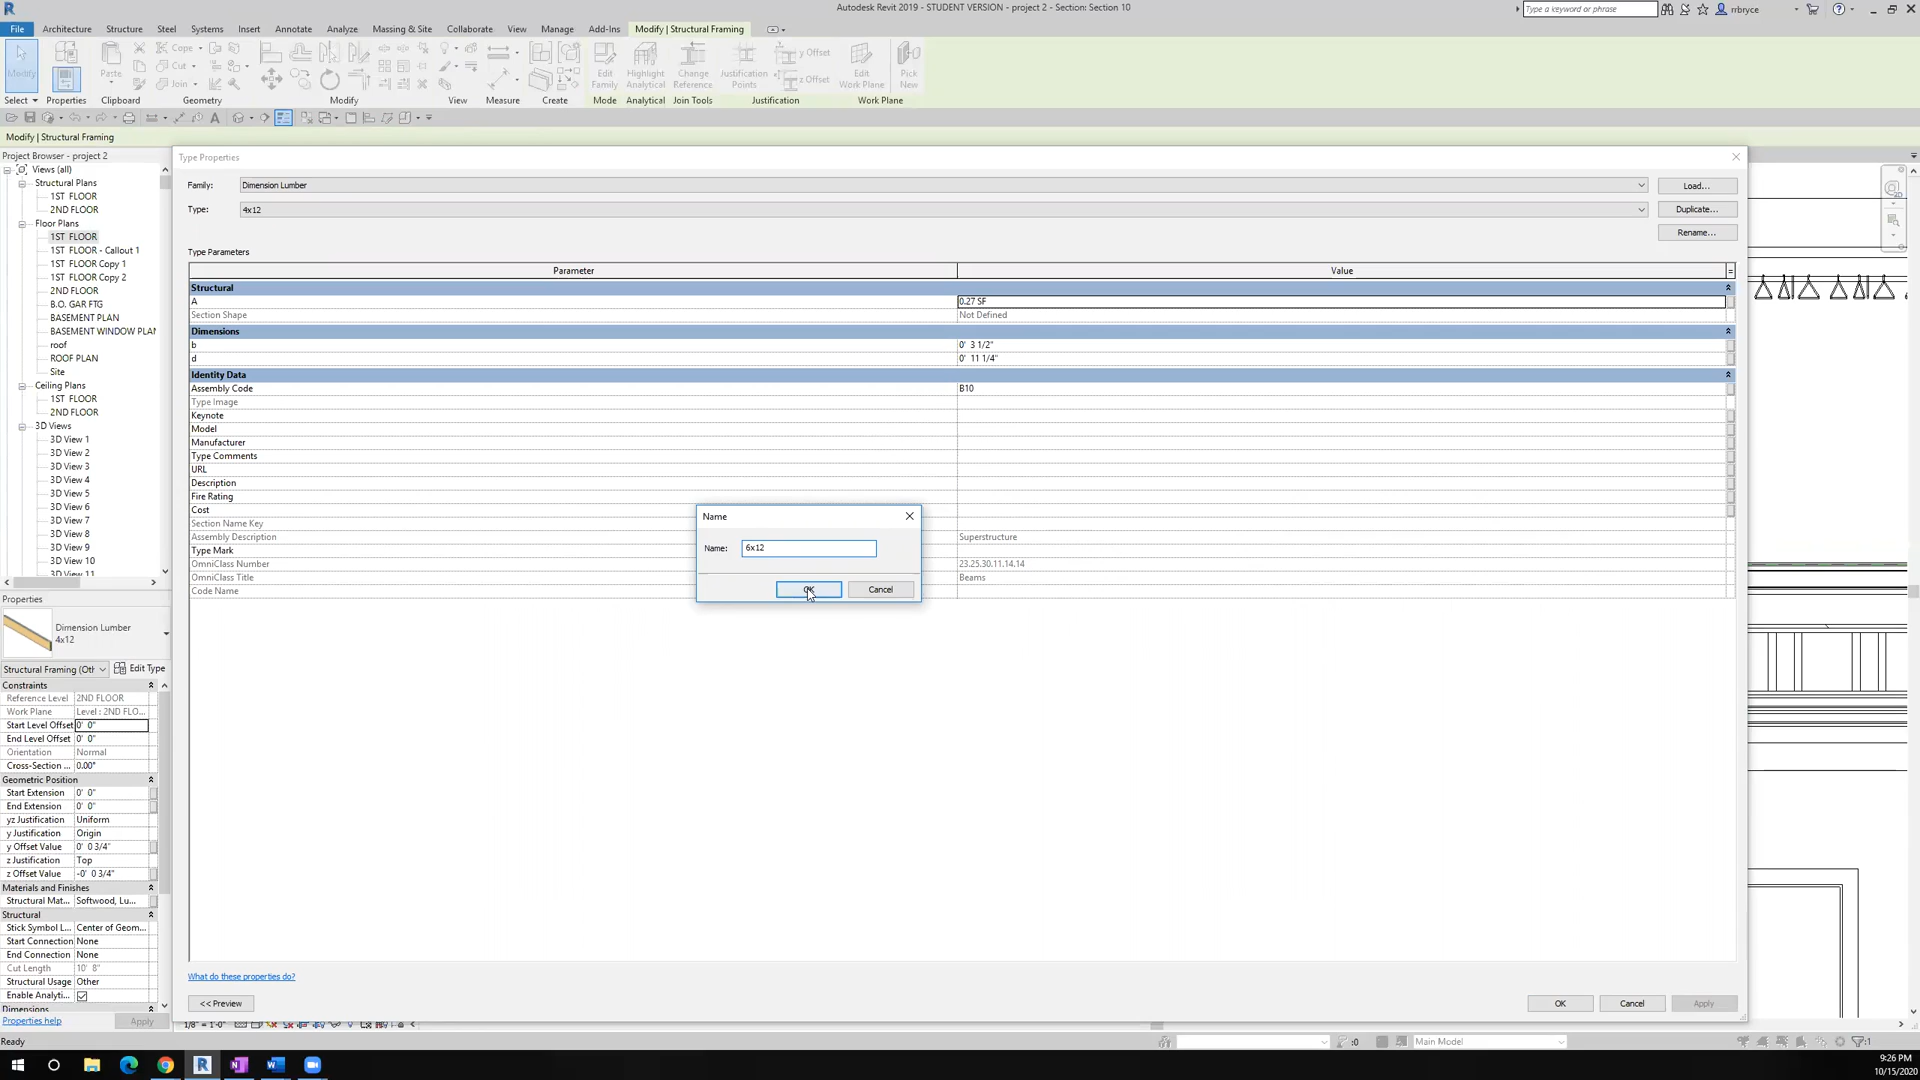 Autodesk Revit 2019 - STUDENT VERSION - project 2 - Section: Section 10
Type a keyword or phrase
rrbryce
File Architecture Structure Steel Systems Insert Annotate Analyze Massing & Site Collaborate View Manage Add-Ins Modify | Structural Framing
Modify
Paste
Cope
Cut
Join
Edit Family
Highlight Analytical
Change Reference
Justification Points
y Offset
z Offset
Edit Work Plane
Pick New
Select Properties Clipboard Geometry Modify View Measure Create Mode Analytical Join Tools Justification Work Plane
Modify | Structural Framing
Project Browser - project 2
Views (all)
Structural Plans
1ST FLOOR
2ND FLOOR
Floor Plans
1ST FLOOR
1ST FLOOR - Callout 1
1ST FLOOR Copy 1
1ST FLOOR Copy 2
2ND FLOOR
B.O. GAR FTG
BASEMENT PLAN
BASEMENT WINDOW PLAN
roof
ROOF PLAN
Site
Ceiling Plans
1ST FLOOR
2ND FLOOR
3D Views
3D View 1
3D View 2
3D View 3
3D View 4
3D View 5
3D View 6
3D View 7
3D View 8
3D View 9
3D View 10
3D View 11
Properties
Dimension Lumber
4x12
Structural Framing (Oth
Edit Type
Constraints
Reference Level 2ND FLOOR
Work Plane Level : 2ND FLO...
Start Level Offset 0' 0"
End Level Offset 0' 0"
Orientation Normal
Cross-Section ... 0.00°
Geometric Position
Start Extension 0' 0"
End Extension 0' 0"
yz Justification Uniform
y Justification Origin
y Offset Value 0' 0 3/4"
z Justification Top
z Offset Value -0' 0 3/4"
Materials and Finishes
Structural Mat... Softwood, Lu...
Structural
Stick Symbol L... Center of Geom...
Start Connection None
End Connection None
Cut Length 10' 8"
Structural Usage Other
Enable Analyti...
Dimensions
Properties help
Apply
Type Properties
Family: Dimension Lumber Load...
Type: 4x12 Duplicate...
Rename...
Type Parameters
Parameter Value =
Structural
A 0.27 SF
Section Shape Not Defined
Dimensions
b 0' 3 1/2"
d 0' 11 1/4"
Identity Data
Assembly Code B10
Type Image
Keynote
Model
Manufacturer
Type Comments
URL
Description
Fire Rating
Cost
Section Name Key
Assembly Description Superstructure
Type Mark
OmniClass Number 23.25.30.11.14.14
OmniClass Title Beams
Code Name
Name
Name: 6x12
OK Cancel
What do these properties do?
<< Preview OK Cancel Apply
1/8" = 1'-0"
Ready
:0
Main Model
:1
9:26 PM
10/15/2020